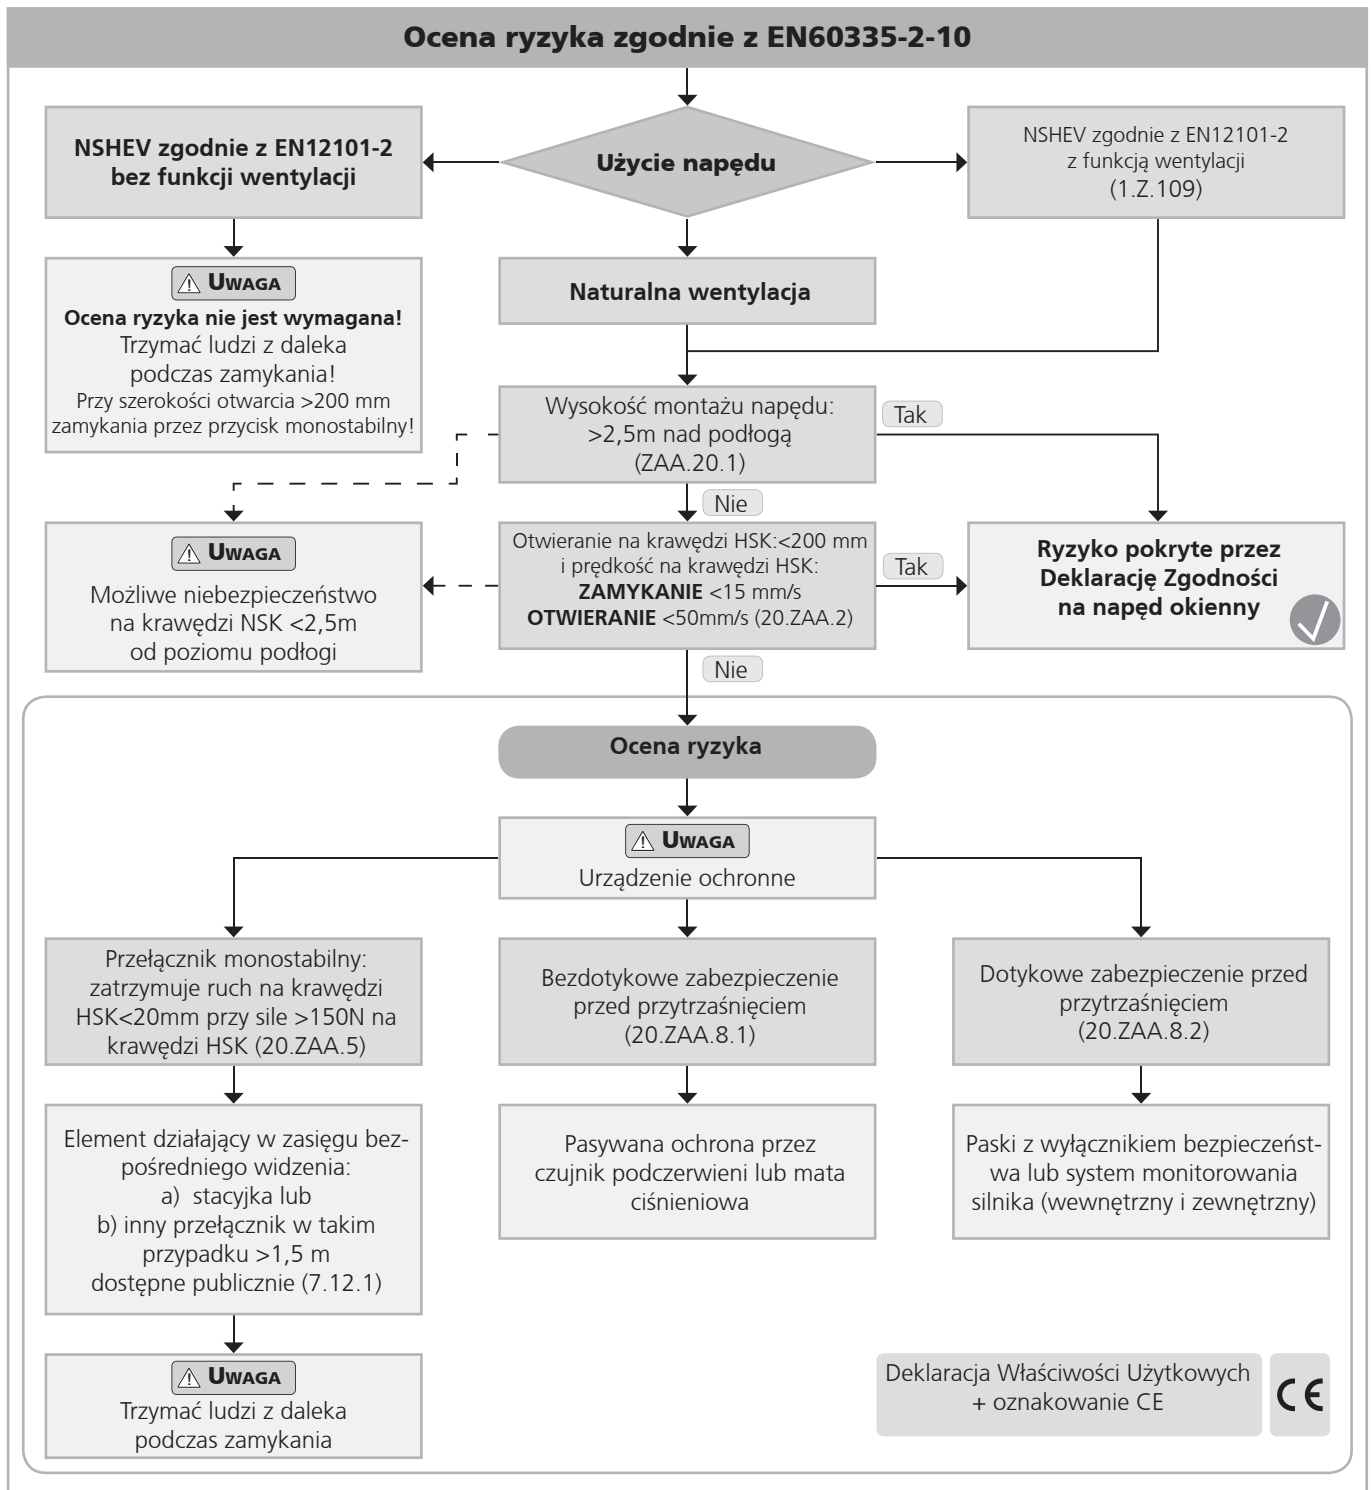 Ocena ryzyka zgodnie z EN60335-2-10
NSHEV zgodnie z EN12101-2
bez funkcji wentylacji
Użycie napędu
NSHEV zgodnie z EN12101-2
z funkcją wentylacji
(1.Z.109)
UWAGA
Ocena ryzyka nie jest wymagana!
Trzymać ludzi z daleka
podczas zamykania!
Przy szerokości otwarcia >200 mm
zamykania przez przycisk monostabilny!
Naturalna wentylacja
Wysokość montażu napędu:
>2,5m nad podłogą
(ZAA.20.1)
Tak
Nie
UWAGA
Możliwe niebezpieczeństwo
na krawędzi NSK <2,5m
od poziomu podłogi
Otwieranie na krawędzi HSK:<200 mm
i prędkość na krawędzi HSK:
ZAMYKANIE <15 mm/s
OTWIERANIE <50mm/s (20.ZAA.2)
Tak
Ryzyko pokryte przez
Deklarację Zgodności
na napęd okienny
Nie
Ocena ryzyka
UWAGA
Urządzenie ochronne
Przełącznik monostabilny:
zatrzymuje ruch na krawędzi
HSK<20mm przy sile >150N na
krawędzi HSK (20.ZAA.5)
Bezdotykowe zabezpieczenie
przed przytrzaśnięciem
(20.ZAA.8.1)
Dotykowe zabezpieczenie przed
przytrzaśnięciem
(20.ZAA.8.2)
Element działający w zasięgu bez-
pośredniego widzenia:
a) stacyjka lub
b) inny przełącznik w takim
przypadku >1,5 m
dostępne publicznie (7.12.1)
Pasywana ochrona przez
czujnik podczerwieni lub mata
ciśnieniowa
Paski z wyłącznikiem bezpieczeńst-
wa lub system monitorowania
silnika (wewnętrzny i zewnętrzny)
UWAGA
Trzymać ludzi z daleka
podczas zamykania
Deklaracja Właściwości Użytkowych
+ oznakowanie CE
CE